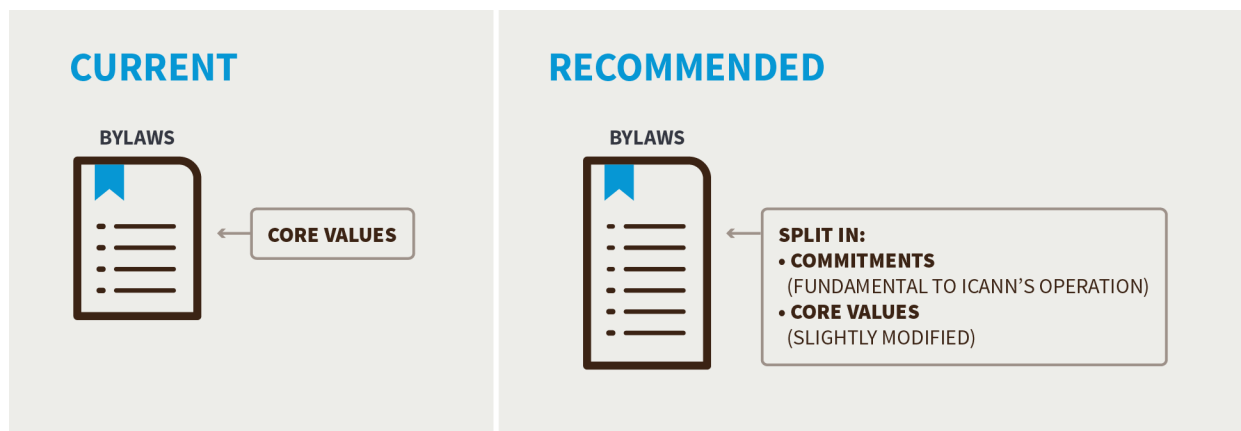 CURRENT
BYLAWS
CORE VALUES
RECOMMENDED
BYLAWS
SPLIT IN:
• COMMITMENTS
(FUNDAMENTAL TO ICANN’S OPERATION)
• CORE VALUES
(SLIGHTLY MODIFIED)